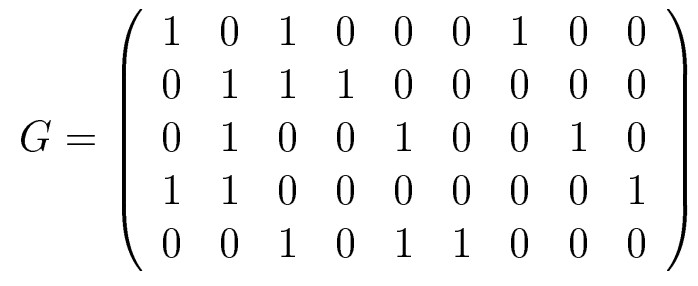 1 0 1 0 0 0 1 0 0
0 1 1 1 0 0 0 0 0
G = 0 1 0 0 1 0 0 1 0
1 1 0 0 0 0 0 0 1
0 0 1 0 1 1 0 0 0